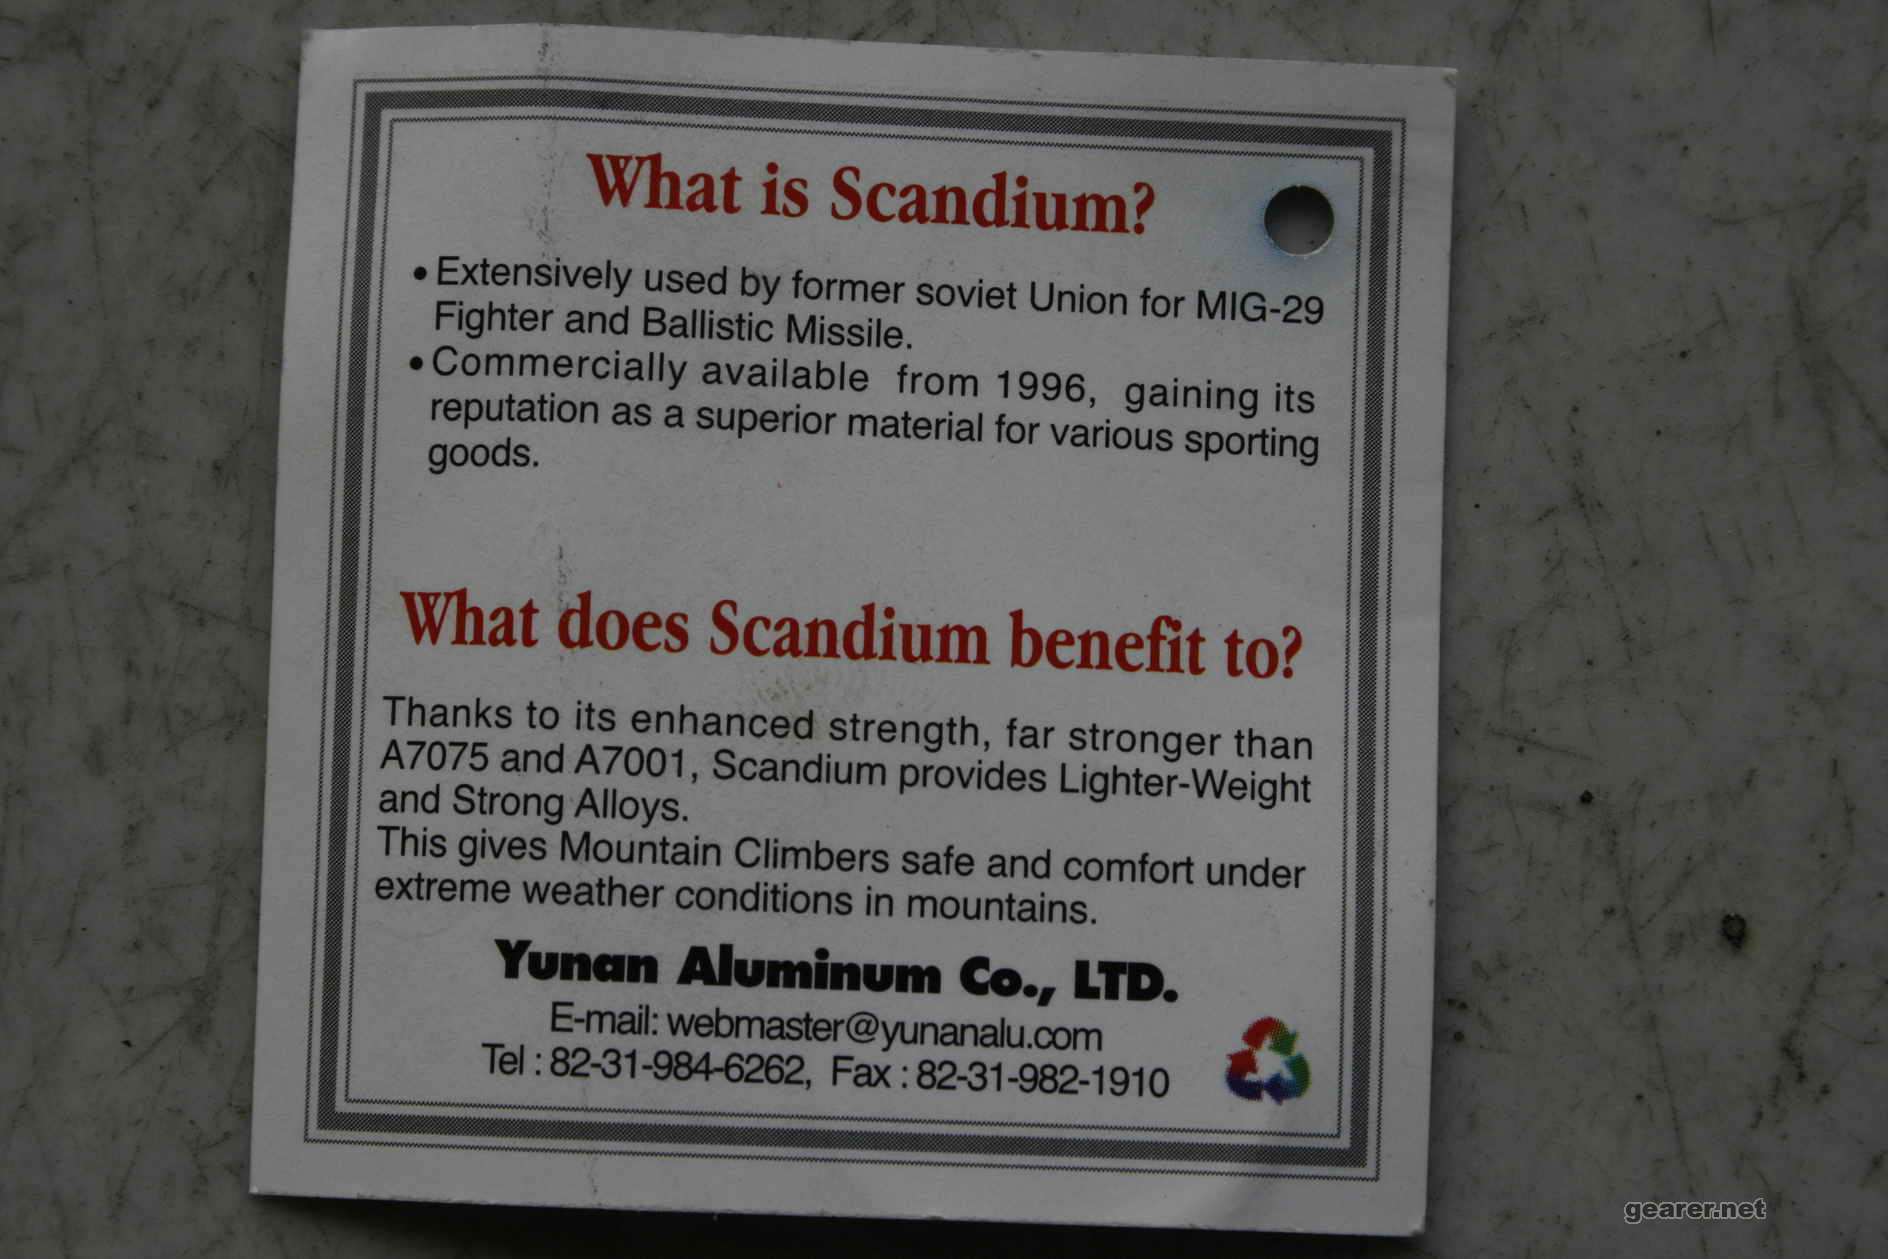 What is Scandium?
• Extensively used by former soviet Union for MIG-29
Fighter and Ballistic Missile.
• Commercially available from 1996, gaining its
reputation as a superior material for various sporting
goods.
What does Scandium benefit to?
Thanks to its enhanced strength, far stronger than
A7075 and A7001, Scandium provides Lighter-Weight
and Strong Alloys.
This gives Mountain Climbers safe and comfort under
extreme weather conditions in mountains.
Yunan Aluminum Co., LTD.
E-mail: webmaster@yunanalu.com
Tel : 82-31-984-6262, Fax : 82-31-982-1910
gearer.net